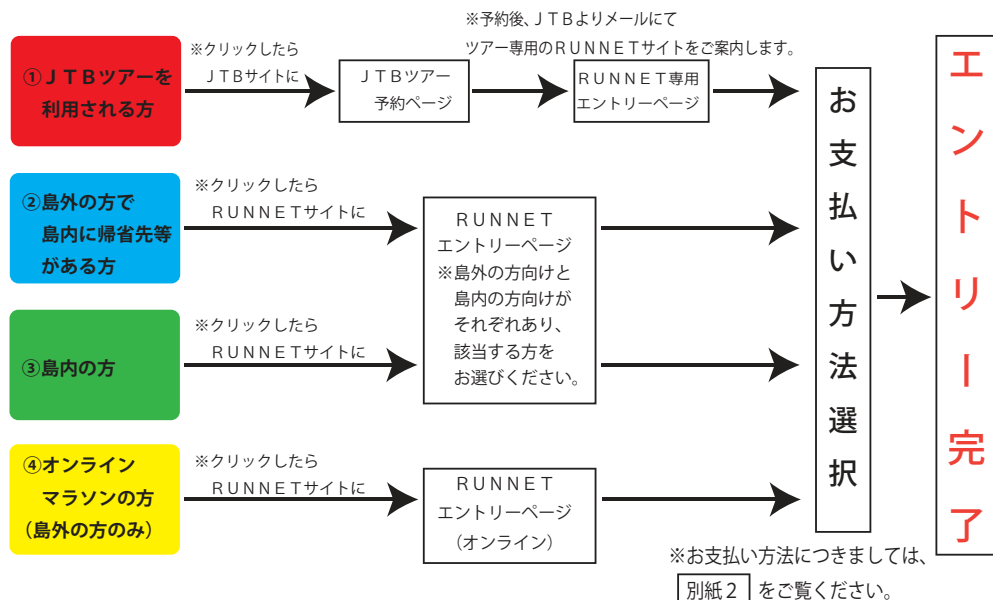 ※予約後、ＪＴＢよりメールにて
ツアー専用のＲＵＮＮＥＴサイトをご案内します。
①ＪＴＢツアーを
利用される方
※クリックしたら
ＪＴＢサイトに
ＪＴＢツアー
予約ページ
ＲＵＮＮＥＴ専用
エントリーページ
②島外の方で
島内に帰省先等
がある方
※クリックしたら
ＲＵＮＮＥＴサイトに
③島内の方
※クリックしたら
ＲＵＮＮＥＴサイトに
ＲＵＮＮＥＴ
エントリーページ
※島外の方向けと
島内の方向けが
それぞれあり、
該当する方を
お選びください。
④オンライン
マラソンの方
（島外の方のみ）
※クリックしたら
ＲＵＮＮＥＴサイトに
ＲＵＮＮＥＴ
エントリーページ
（オンライン）
お支払い方法選択
エントリー完了
※お支払い方法につきましては、
別紙２ をご覧ください。